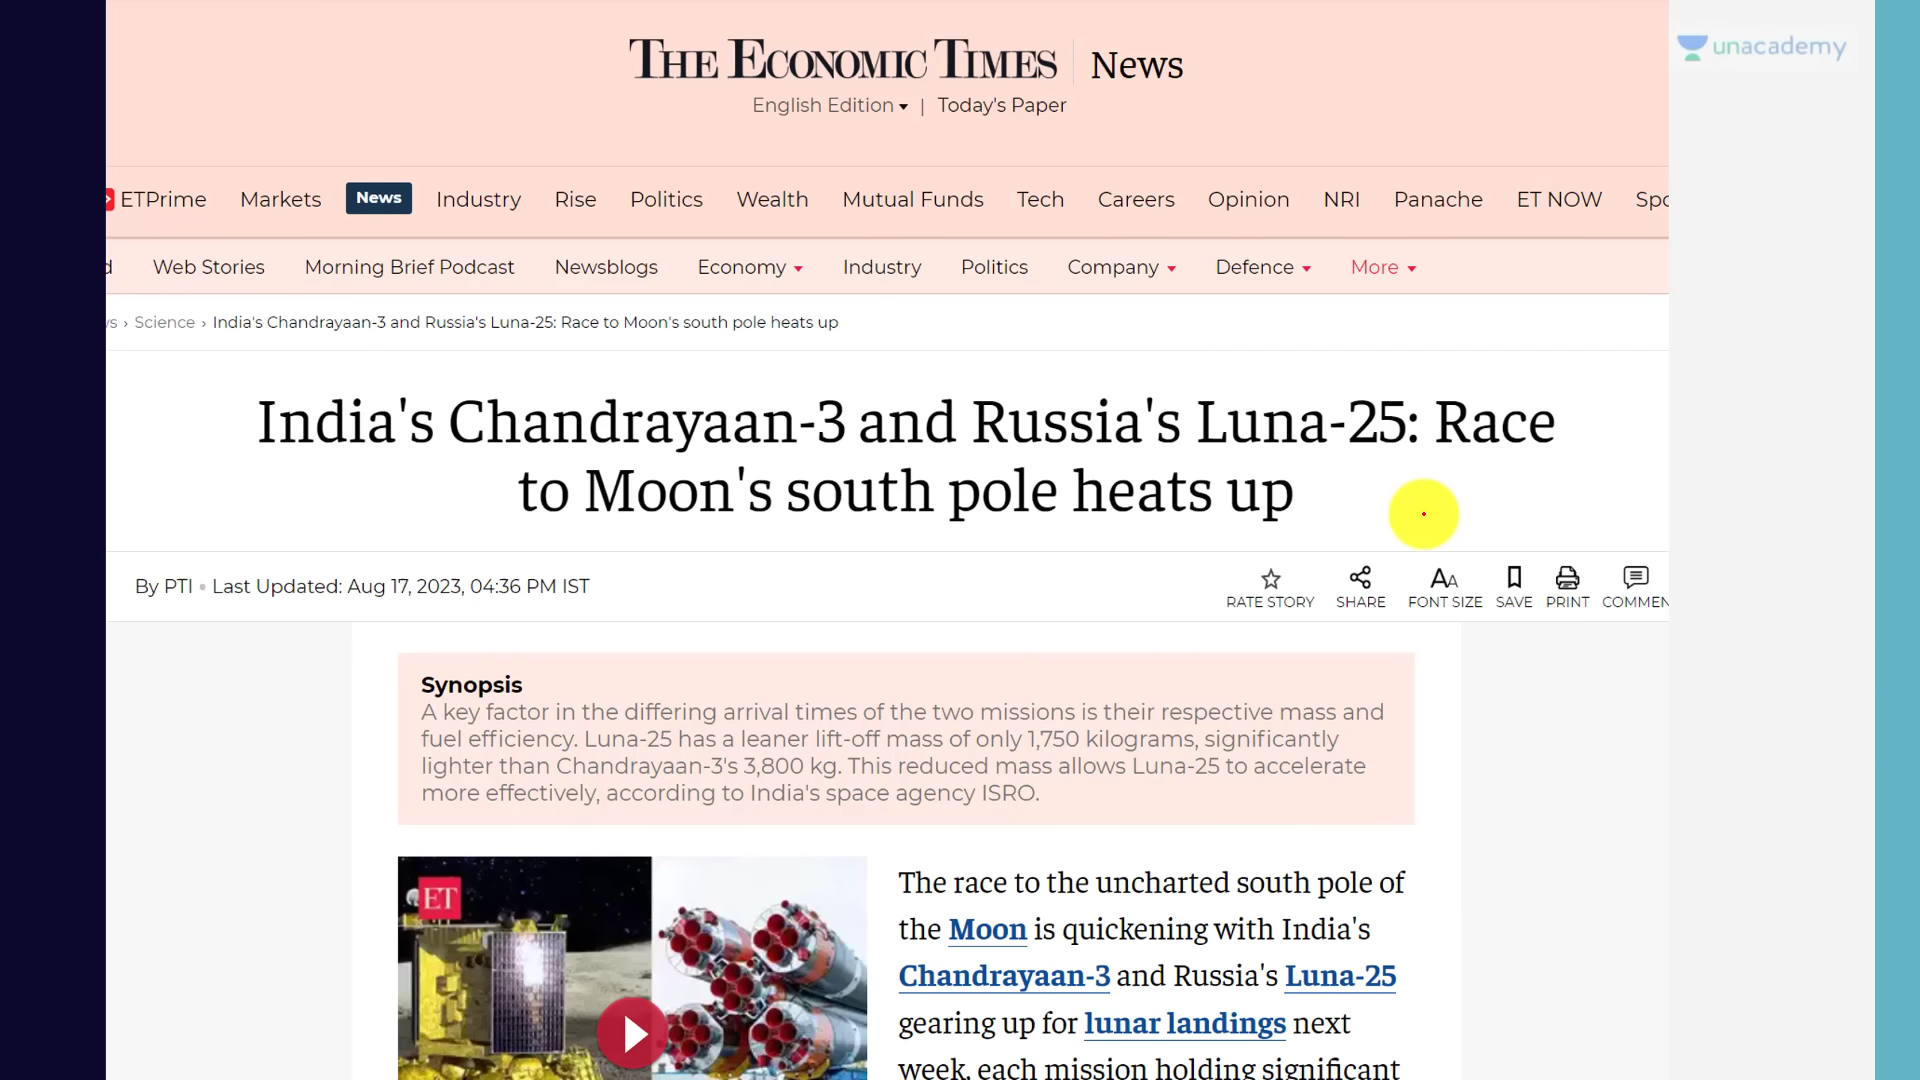 THE ECONOMIC TIMES News
unacademy
English Edition | Today's Paper
ETPrime Markets News Industry Rise Politics Wealth Mutual Funds Tech Careers Opinion NRI Panache ET NOW Spo
d Web Stories Morning Brief Podcast Newsblogs Economy Industry Politics Company Defence More
vs › Science › India's Chandrayaan-3 and Russia's Luna-25: Race to Moon's south pole heats up
India's Chandrayaan-3 and Russia's Luna-25: Race
to Moon's south pole heats up
By PTI • Last Updated: Aug 17, 2023, 04:36 PM IST
RATE STORY SHARE FONT SIZE SAVE PRINT COMMEN
Synopsis
A key factor in the differing arrival times of the two missions is their respective mass and
fuel efficiency. Luna-25 has a leaner lift-off mass of only 1,750 kilograms, significantly
lighter than Chandrayaan-3's 3,800 kg. This reduced mass allows Luna-25 to accelerate
more effectively, according to India's space agency ISRO.
ET
The race to the uncharted south pole of
the Moon is quickening with India's
Chandrayaan-3 and Russia's Luna-25
gearing up for lunar landings next
week, each mission holding significant